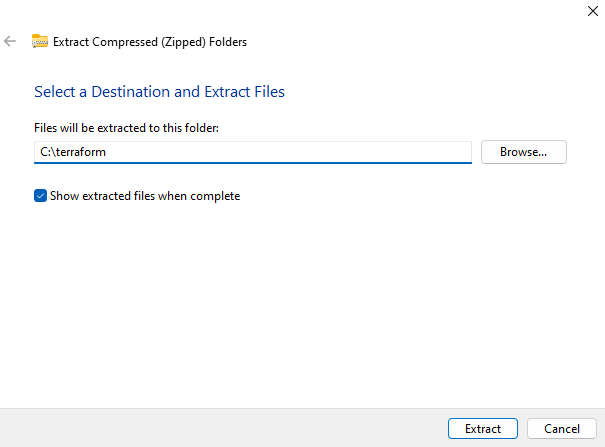 Extract Compressed (Zipped) Folders
Select a Destination and Extract Files
Files will be extracted to this folder:
C:\terraform
Browse...
Show extracted files when complete
Extract
Cancel